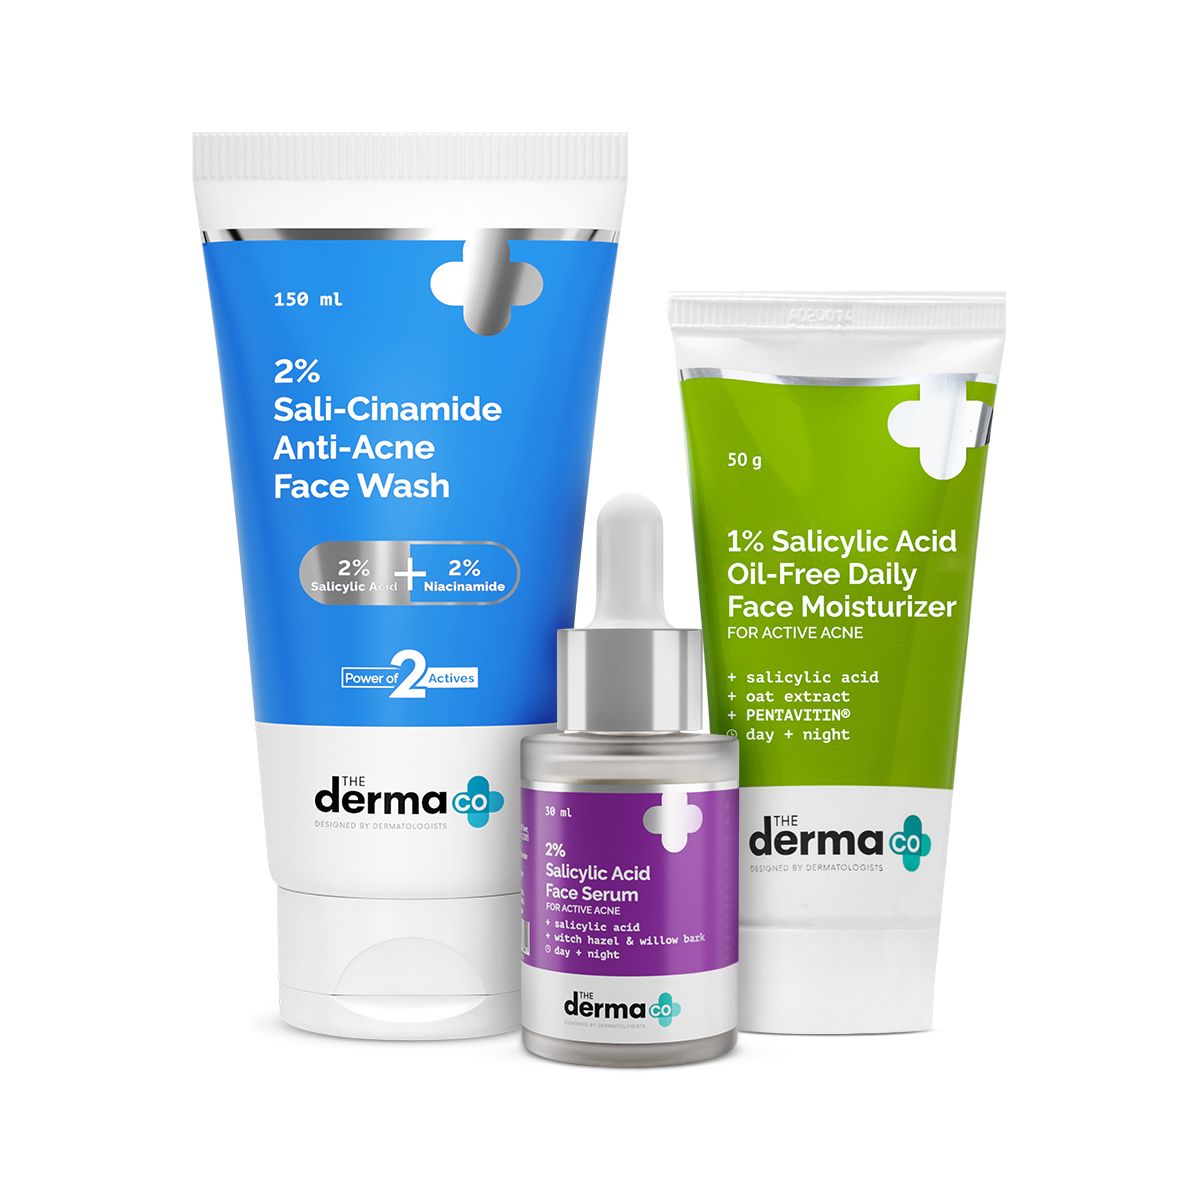 150 ml
2%
Sali-Cinamide
Anti-Acne
Face Wash
2% + 2%
Salicylic Acid Niacinamide
Power of 2 Actives
THE
derma co
DESIGNED BY DERMATOLOGISTS
30 ml
2%
Salicylic Acid
Face Serum
FOR ACTIVE ACNE
+ salicylic acid
+ witch hazel & willow bark
day + night
THE
derma co
DESIGNED BY DERMATOLOGISTS
50 g
1% Salicylic Acid
Oil-Free Daily
Face Moisturizer
FOR ACTIVE ACNE
+ salicylic acid
+ oat extract
+ PENTAVITIN®
day + night
THE
derma co
DESIGNED BY DERMATOLOGISTS